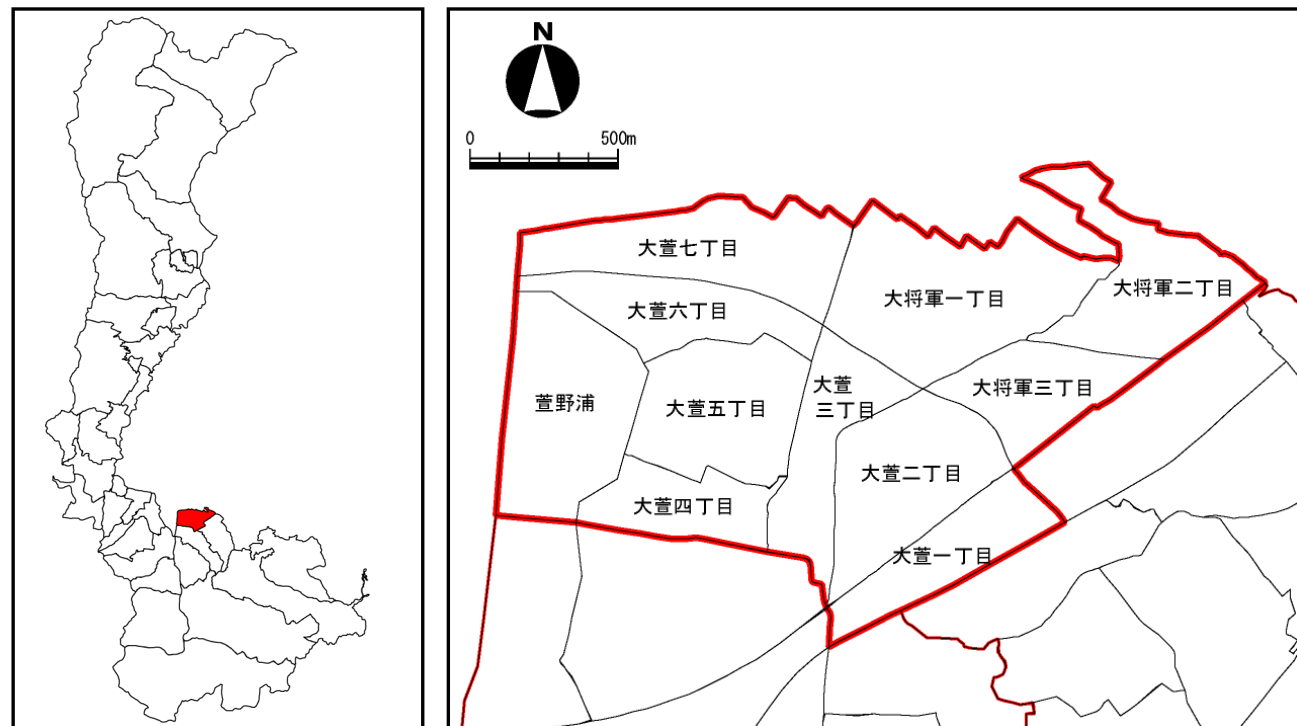 N
0 500m
大萱七丁目
大将軍一丁目
大将軍二丁目
大萱六丁目
大萱
三丁目
大将軍三丁目
萱野浦
大萱五丁目
大萱二丁目
大萱四丁目
大萱一丁目